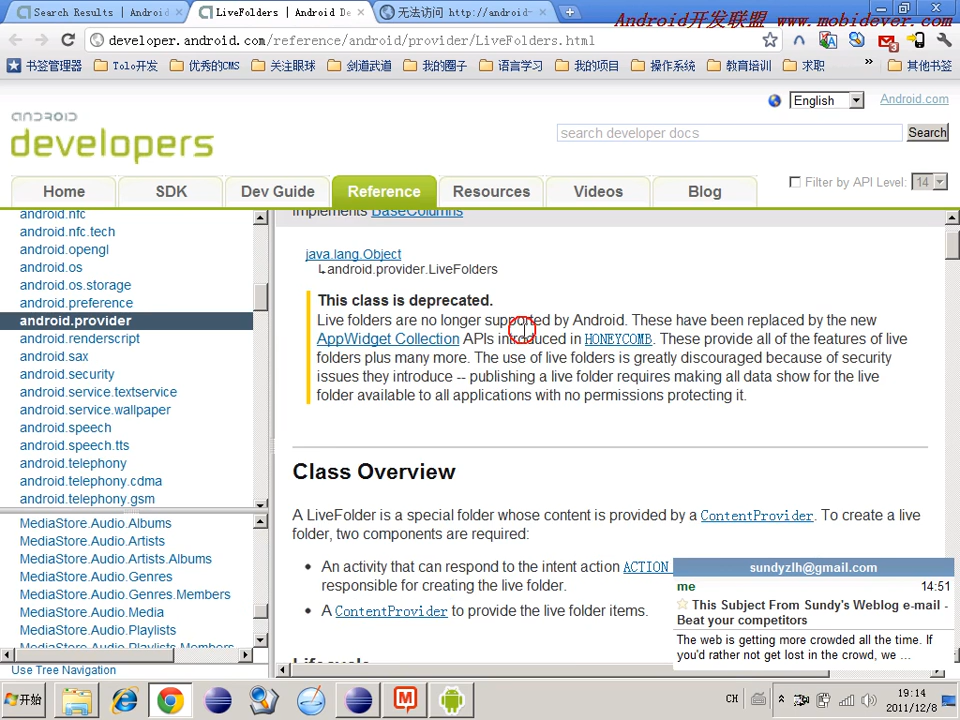 Search Results | Android
LiveFolders | Android De
无法访问 http://android-
Android开发联盟 www.mobidever.com
developer.android.com/reference/android/provider/LiveFolders.html
3
书签管理器
Tolo开发
优秀的CMS
关注眼球
剑道武道
我的圈子
语言学习
我的项目
操作系统
教育培训
求职
»
其他书签
English
Android.com
ANDROID
developers
search developer docs
Search
Home
SDK
Dev Guide
Reference
Resources
Videos
Blog
Filter by API Level: 14
android.nfc
android.nfc.tech
android.opengl
android.os
android.os.storage
android.preference
android.provider
android.renderscript
android.sax
android.security
android.service.textservice
android.service.wallpaper
android.speech
android.speech.tts
android.telephony
android.telephony.cdma
android.telephony.gsm
MediaStore.Audio.Albums
MediaStore.Audio.Artists
MediaStore.Audio.Artists.Albums
MediaStore.Audio.Genres
MediaStore.Audio.Genres.Members
MediaStore.Audio.Media
MediaStore.Audio.Playlists
MediaStore.Audio.Playlists.Members
Use Tree Navigation
implements BaseColumns
java.lang.Object
↳android.provider.LiveFolders
This class is deprecated.
Live folders are no longer supported by Android. These have been replaced by the new
AppWidget Collection APIs introduced in HONEYCOMB. These provide all of the features of live
folders plus many more. The use of live folders is greatly discouraged because of security
issues they introduce -- publishing a live folder requires making all data show for the live
folder available to all applications with no permissions protecting it.
Class Overview
A LiveFolder is a special folder whose content is provided by a ContentProvider. To create a live
folder, two components are required:
• An activity that can respond to the intent action ACTION_
responsible for creating the live folder.
• A ContentProvider to provide the live folder items.
Lifecycle
sundyzlh@gmail.com
me 14:51
This Subject From Sundy's Weblog e-mail -
Beat your competitors
The web is getting more crowded all the time. If
you'd rather not get lost in the crowd, we ...
开始
CH
19:14
2011/12/8